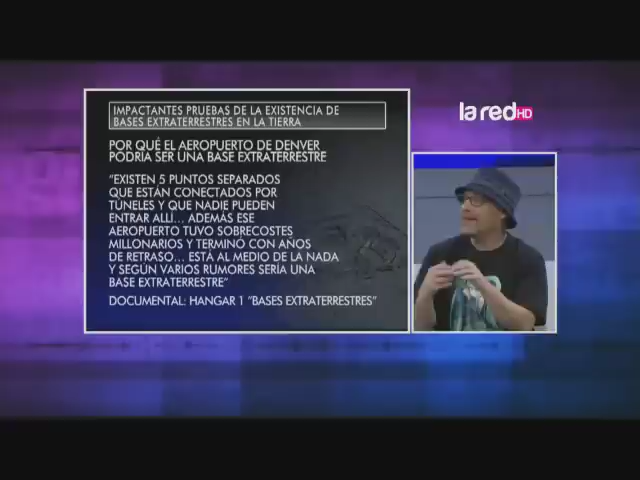 IMPACTANTES PRUEBAS DE LA EXISTENCIA DE
BASES EXTRATERRESTRES EN LA TIERRA
POR QUÉ EL AEROPUERTO DE DENVER
PODRÍA SER UNA BASE EXTRATERRESTRE
"EXISTEN 5 PUNTOS SEPARADOS
QUE ESTÁN CONECTADOS POR
TÚNELES Y QUE NADIE PUEDEN
ENTRAR ALLÍ... ADEMÁS ESE
AEROPUERTO TUVO SOBRECOSTES
MILLONARIOS Y TERMINÓ CON AÑOS
DE RETRASO... ESTÁ AL MEDIO DE LA NADA
Y SEGÚN VARIOS RUMORES SERÍA UNA
BASE EXTRATERRESTRE"
DOCUMENTAL: HANGAR 1 "BASES EXTRATERRESTRES"
la red HD